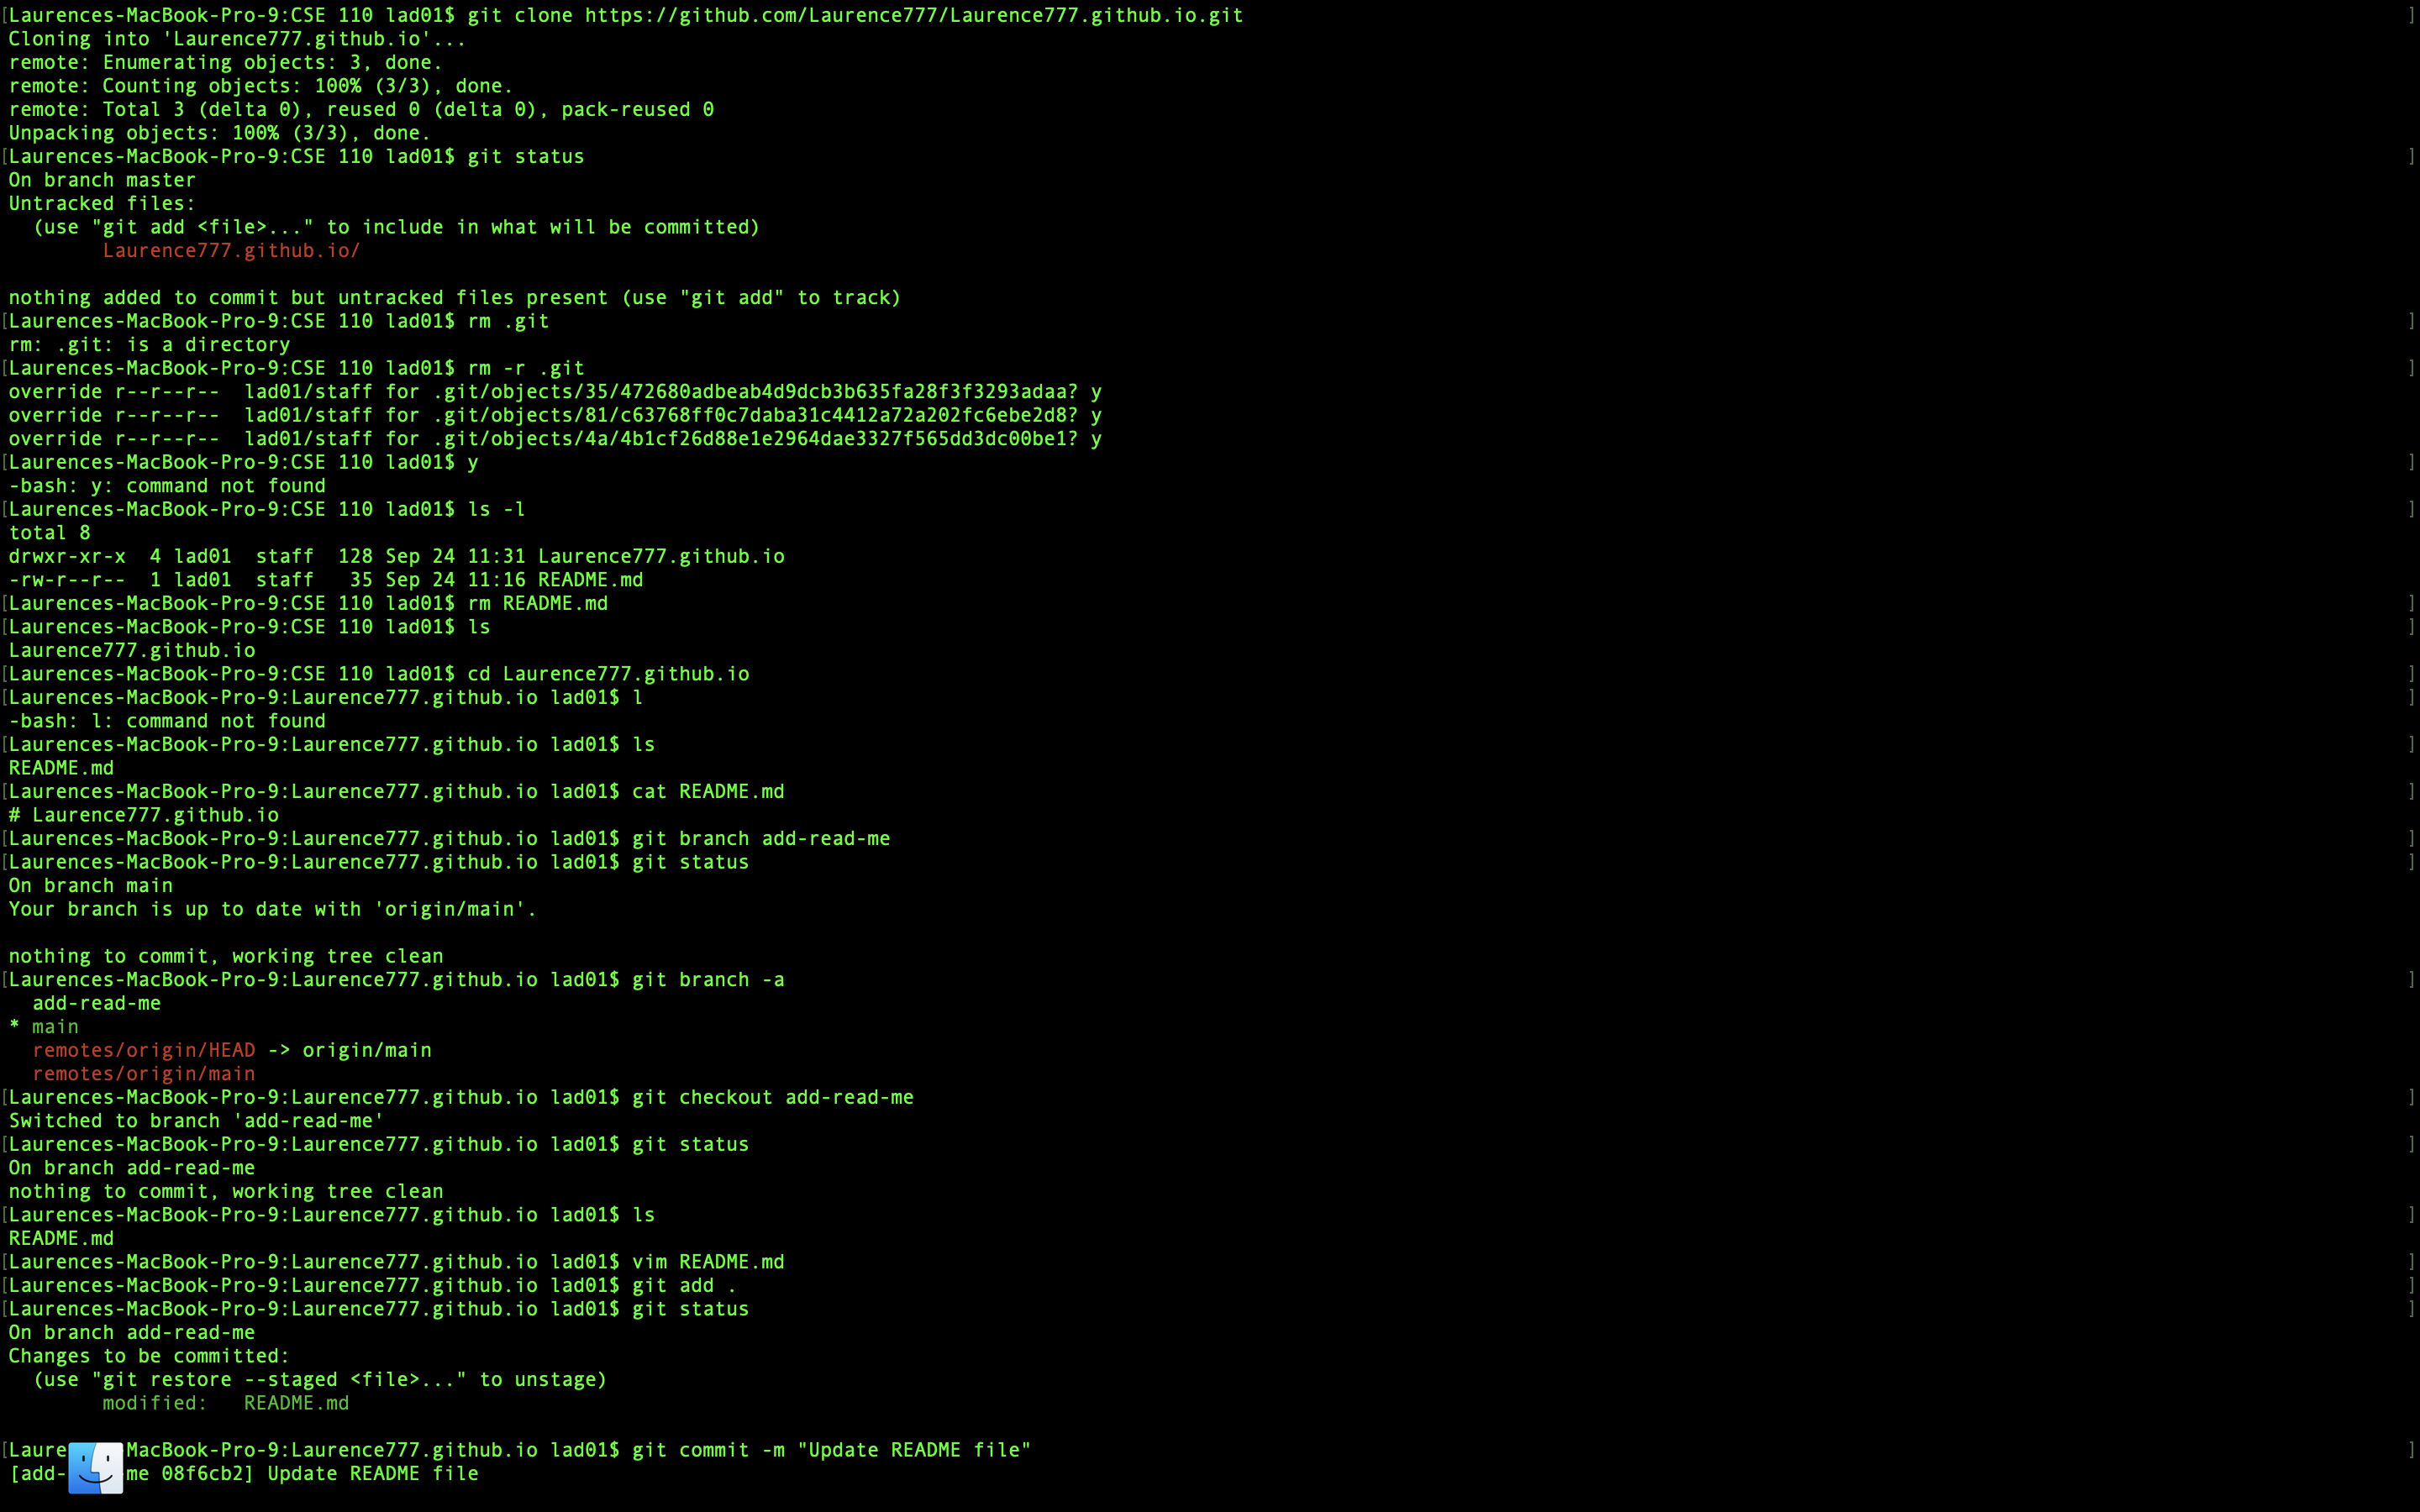 [Laurences-MacBook-Pro-9:CSE 110 lad01$ git clone https://github.com/Laurence777/Laurence777.github.io.git ]
Cloning into 'Laurence777.github.io'...
remote: Enumerating objects: 3, done.
remote: Counting objects: 100% (3/3), done.
remote: Total 3 (delta 0), reused 0 (delta 0), pack-reused 0
Unpacking objects: 100% (3/3), done.
[Laurences-MacBook-Pro-9:CSE 110 lad01$ git status ]
On branch master
Untracked files:
  (use "git add <file>..." to include in what will be committed)
        Laurence777.github.io/

nothing added to commit but untracked files present (use "git add" to track)
[Laurences-MacBook-Pro-9:CSE 110 lad01$ rm .git ]
rm: .git: is a directory
[Laurences-MacBook-Pro-9:CSE 110 lad01$ rm -r .git ]
override r--r--r--  lad01/staff for .git/objects/35/472680adbeab4d9dcb3b635fa28f3f3293adaa? y
override r--r--r--  lad01/staff for .git/objects/81/c63768ff0c7daba31c4412a72a202fc6ebe2d8? y
override r--r--r--  lad01/staff for .git/objects/4a/4b1cf26d88e1e2964dae3327f565dd3dc00be1? y
[Laurences-MacBook-Pro-9:CSE 110 lad01$ y ]
-bash: y: command not found
[Laurences-MacBook-Pro-9:CSE 110 lad01$ ls -l ]
total 8
drwxr-xr-x  4 lad01  staff  128 Sep 24 11:31 Laurence777.github.io
-rw-r--r--  1 lad01  staff   35 Sep 24 11:16 README.md
[Laurences-MacBook-Pro-9:CSE 110 lad01$ rm README.md ]
[Laurences-MacBook-Pro-9:CSE 110 lad01$ ls ]
Laurence777.github.io
[Laurences-MacBook-Pro-9:CSE 110 lad01$ cd Laurence777.github.io ]
[Laurences-MacBook-Pro-9:Laurence777.github.io lad01$ l ]
-bash: l: command not found
[Laurences-MacBook-Pro-9:Laurence777.github.io lad01$ ls ]
README.md
[Laurences-MacBook-Pro-9:Laurence777.github.io lad01$ cat README.md ]
# Laurence777.github.io
[Laurences-MacBook-Pro-9:Laurence777.github.io lad01$ git branch add-read-me ]
[Laurences-MacBook-Pro-9:Laurence777.github.io lad01$ git status ]
On branch main
Your branch is up to date with 'origin/main'.

nothing to commit, working tree clean
[Laurences-MacBook-Pro-9:Laurence777.github.io lad01$ git branch -a ]
  add-read-me
* main
  remotes/origin/HEAD -> origin/main
  remotes/origin/main
[Laurences-MacBook-Pro-9:Laurence777.github.io lad01$ git checkout add-read-me ]
Switched to branch 'add-read-me'
[Laurences-MacBook-Pro-9:Laurence777.github.io lad01$ git status ]
On branch add-read-me
nothing to commit, working tree clean
[Laurences-MacBook-Pro-9:Laurence777.github.io lad01$ ls ]
README.md
[Laurences-MacBook-Pro-9:Laurence777.github.io lad01$ vim README.md ]
[Laurences-MacBook-Pro-9:Laurence777.github.io lad01$ git add . ]
[Laurences-MacBook-Pro-9:Laurence777.github.io lad01$ git status ]
On branch add-read-me
Changes to be committed:
  (use "git restore --staged <file>..." to unstage)
        modified:   README.md

[Laure MacBook-Pro-9:Laurence777.github.io lad01$ git commit -m "Update README file" ]
[add- me 08f6cb2] Update README file